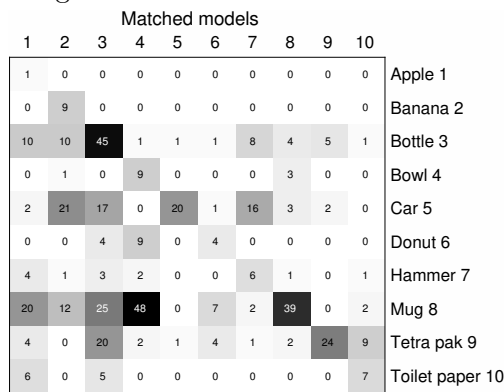 Matched models
1 2 3 4 5 6 7 8 9 10
1 0 0 0 0 0 0 0 0 0 Apple 1
0 9 0 0 0 0 0 0 0 0 Banana 2
10 10 45 1 1 1 8 4 5 1 Bottle 3
0 1 0 9 0 0 0 3 0 0 Bowl 4
2 21 17 0 20 1 16 3 2 0 Car 5
0 0 4 9 0 4 0 0 0 0 Donut 6
4 1 3 2 0 0 6 1 0 1 Hammer 7
20 12 25 48 0 7 2 39 0 2 Mug 8
4 0 20 2 1 4 1 2 24 9 Tetra pak 9
6 0 5 0 0 0 0 0 0 7 Toilet paper 10